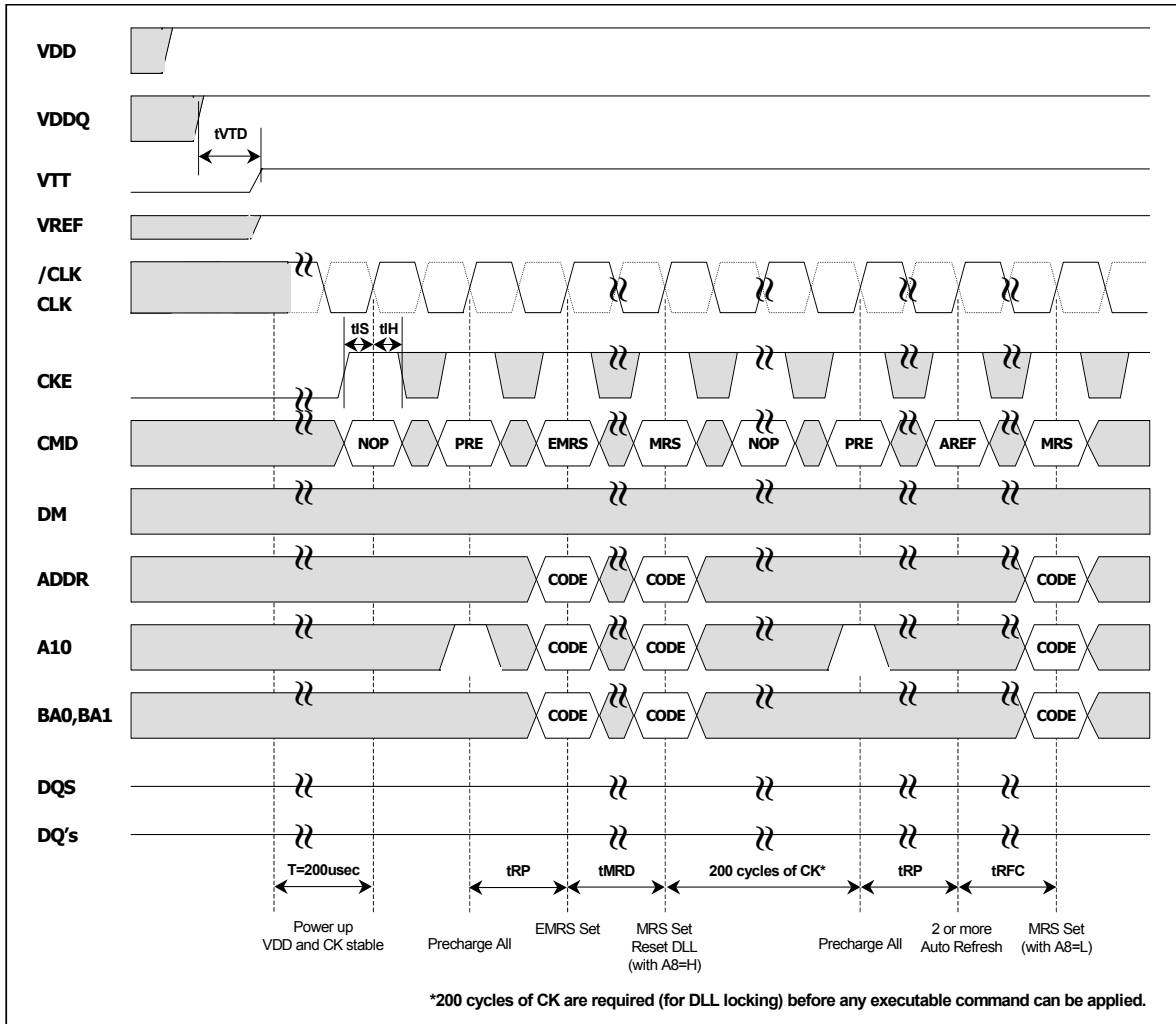 VDD
VDDQ
tVTD
VTT
VREF
/CLK
CLK
tIS tIH
CKE
CMD NOP PRE EMRS MRS NOP PRE AREF MRS
DM
ADDR CODE CODE CODE
A10 CODE CODE CODE
BA0,BA1 CODE CODE CODE
DQS
DQ's
T=200usec tRP tMRD 200 cycles of CK* tRP tRFC
Power up
VDD and CK stable
Precharge All
EMRS Set
MRS Set
Reset DLL
(with A8=H)
Precharge All
2 or more
Auto Refresh
MRS Set
(with A8=L)
*200 cycles of CK are required (for DLL locking) before any executable command can be applied.